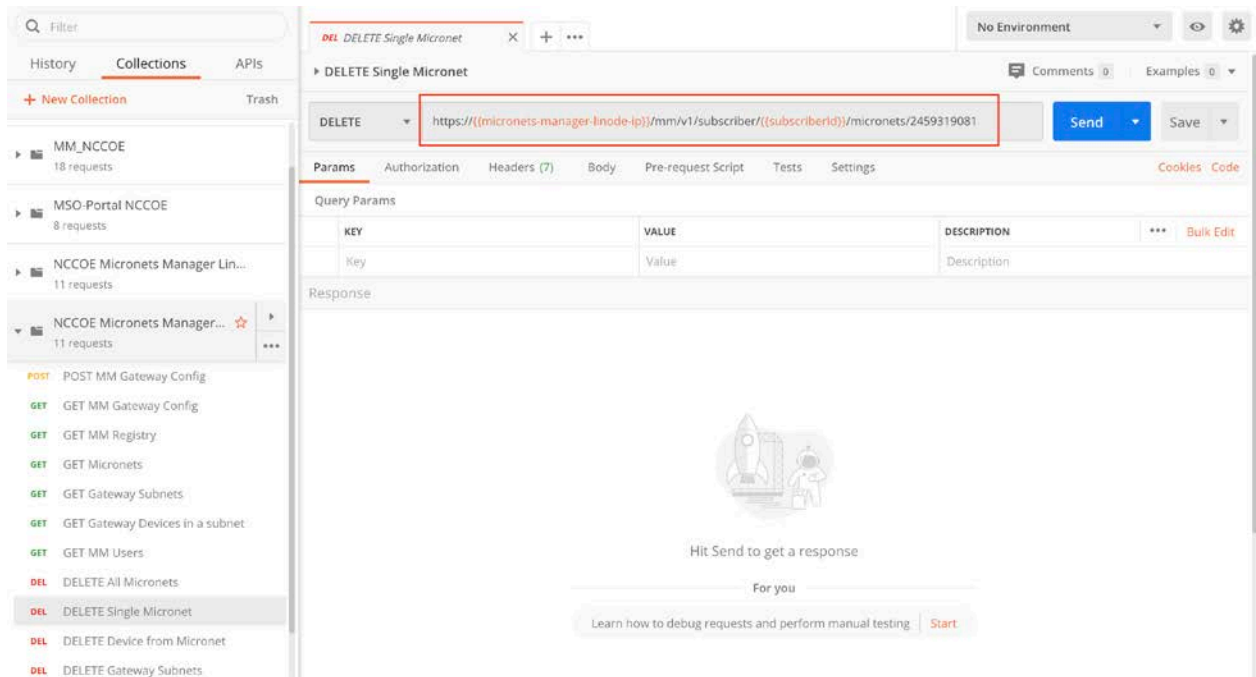 Filter
History Collections APIs
+ New Collection Trash
MM_NCCOE
18 requests
MSO-Portal NCCOE
8 requests
NCCOE Micronets Manager Lin...
11 requests
NCCOE Micronets Manager...
11 requests
POST POST MM Gateway Config
GET GET MM Gateway Config
GET GET MM Registry
GET GET Micronets
GET GET Gateway Subnets
GET GET Gateway Devices in a subnet
GET GET MM Users
DEL DELETE All Micronets
DEL DELETE Single Micronet
DEL DELETE Device from Micronet
DEL DELETE Gateway Subnets
DEL DELETE Single Micronet × + •••
No Environment
DELETE Single Micronet
Comments 0 Examples 0
DELETE https://{{micronets-manager-linode-ip}}/mm/v1/subscriber/{{subscriberId}}/micronets/2459319081 Send Save
Params Authorization Headers (7) Body Pre-request Script Tests Settings Cookies Code
Query Params
KEY VALUE DESCRIPTION ••• Bulk Edit
Key Value Description
Response
Hit Send to get a response
For you
Learn how to debug requests and perform manual testing Start